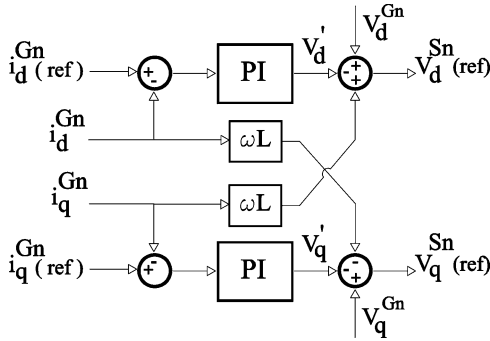 V_d^Gn
i_d^Gn (ref)
+
-
PI
V_d'
-
+
+
V_d^Sn (ref)
i_d^Gn
ωL
i_q^Gn
ωL
i_q^Gn (ref)
+
-
PI
V_q'
-
-
+
V_q^Sn (ref)
V_q^Gn